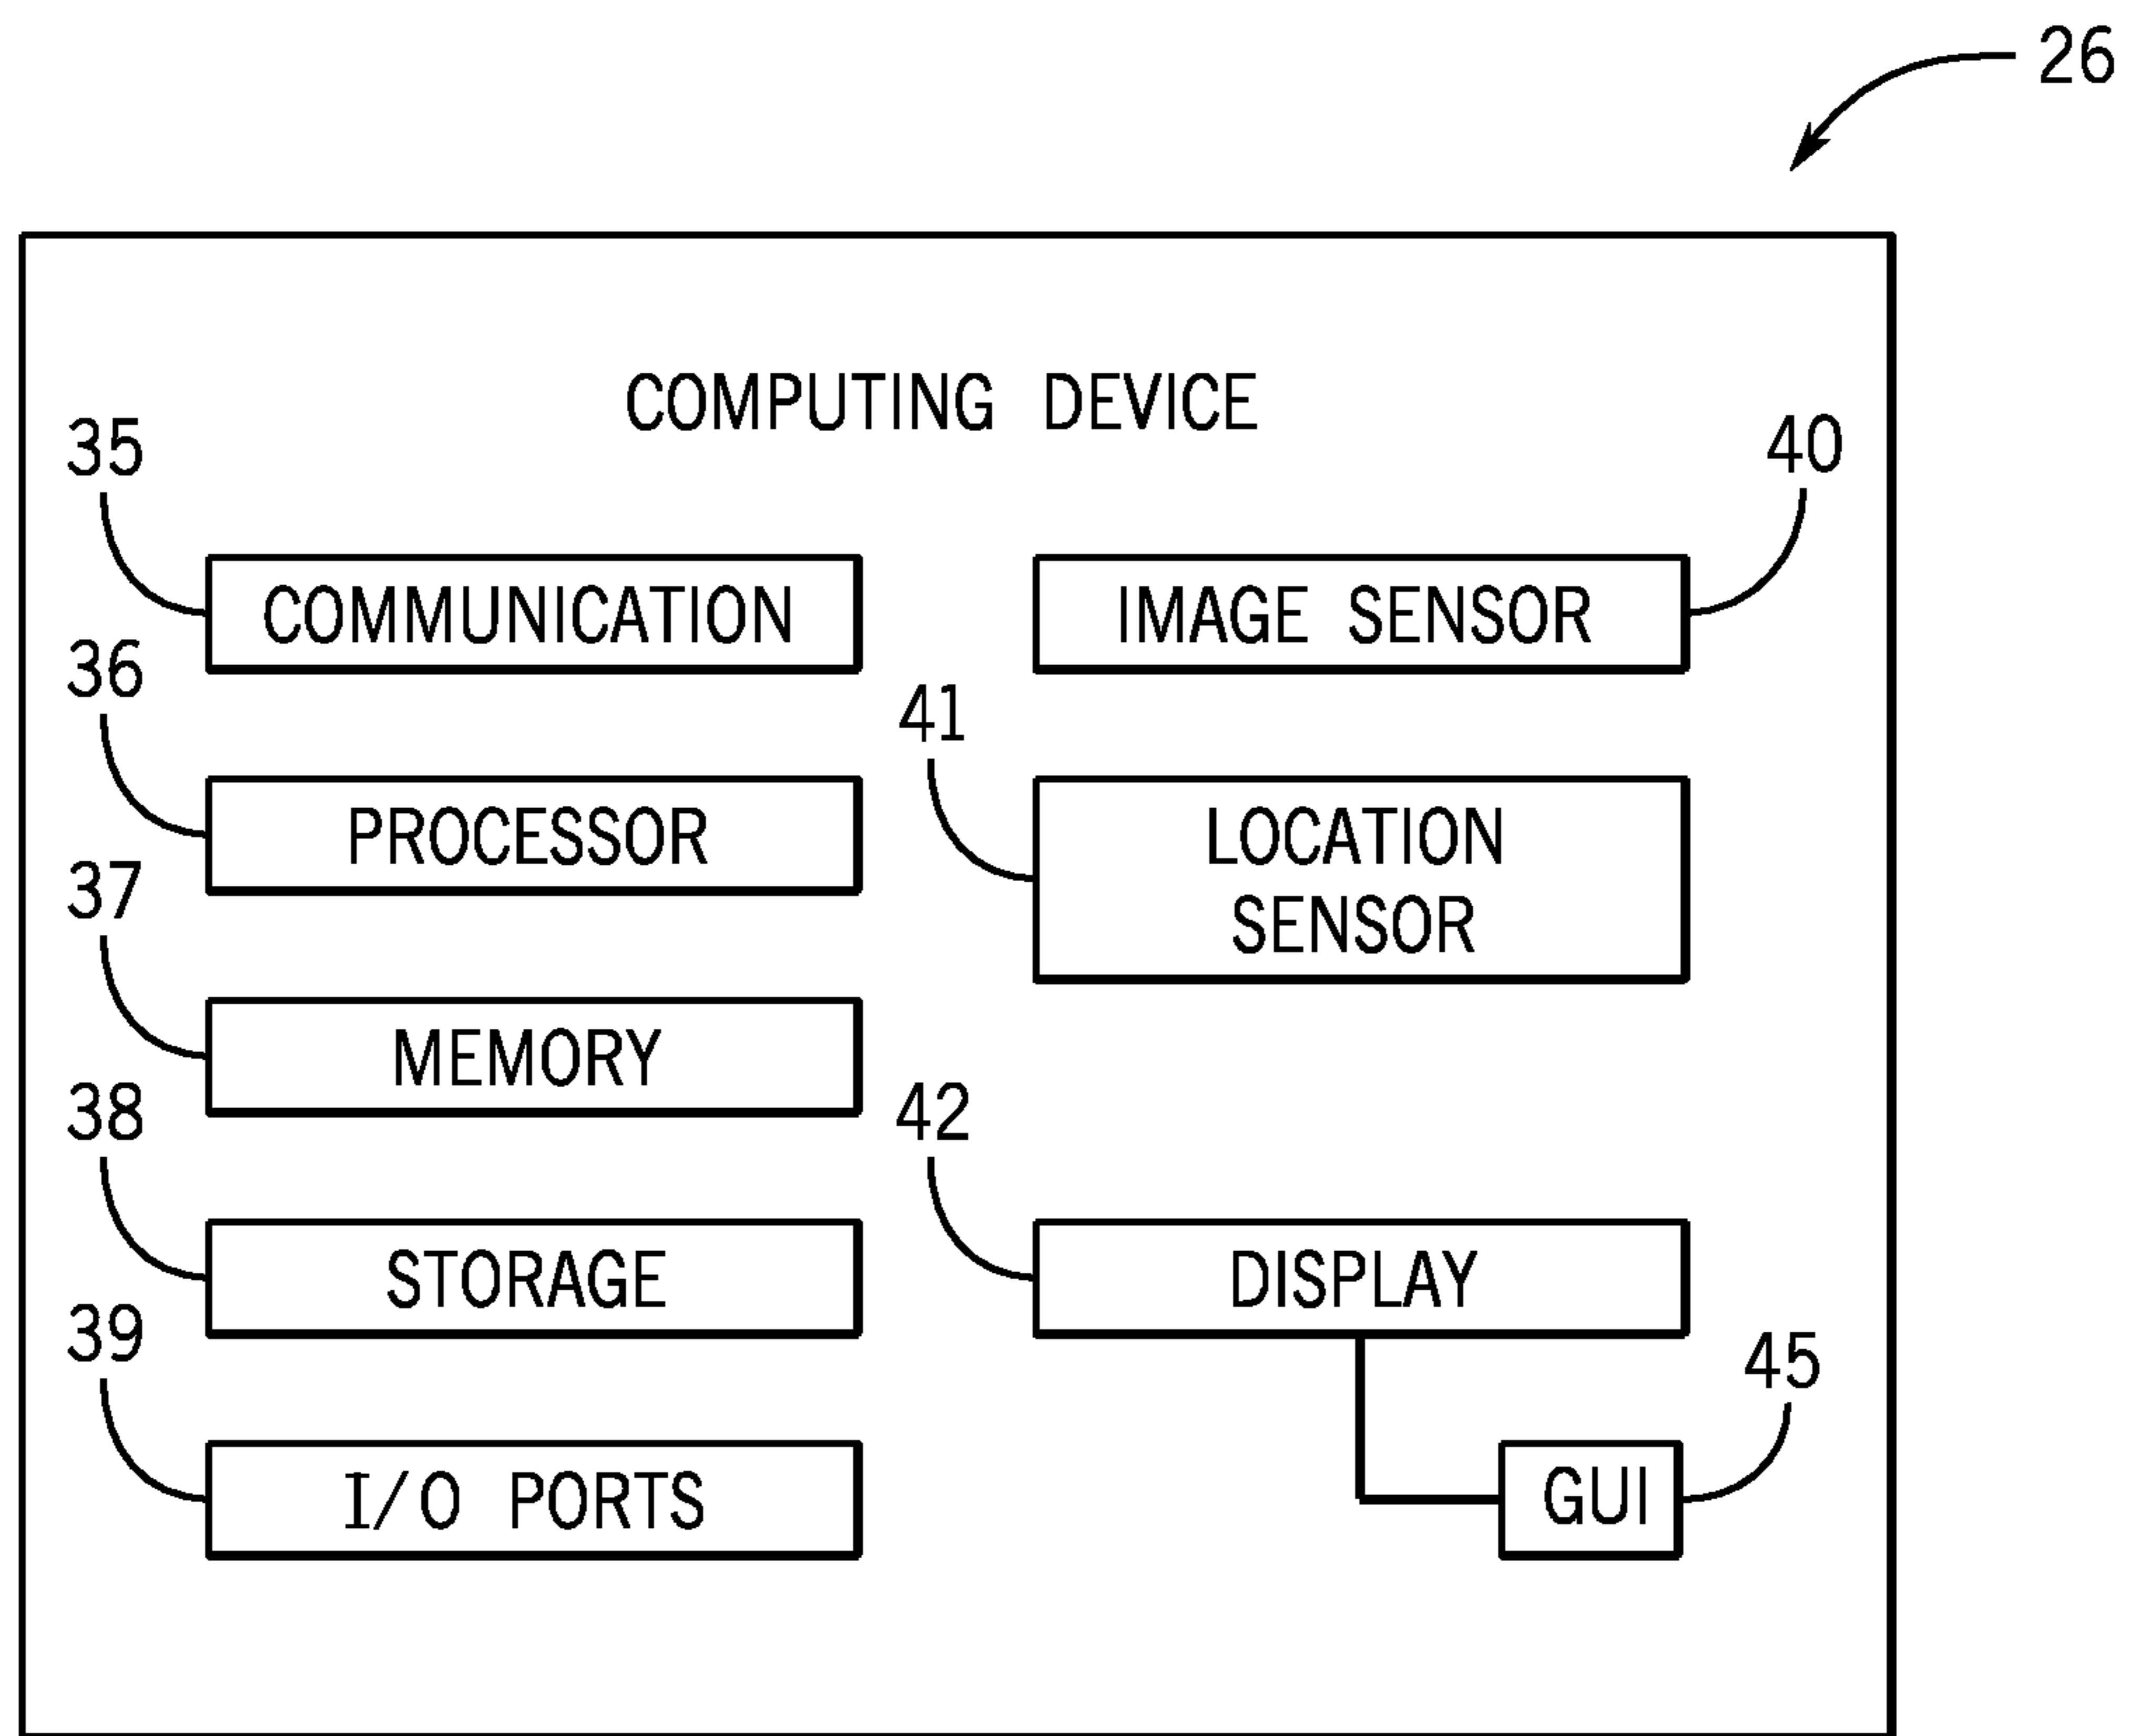 26
COMPUTING DEVICE
35
40
COMMUNICATION
IMAGE SENSOR
36
41
PROCESSOR
LOCATION
SENSOR
37
MEMORY
38
42
STORAGE
DISPLAY
39
45
I/O PORTS
GUI